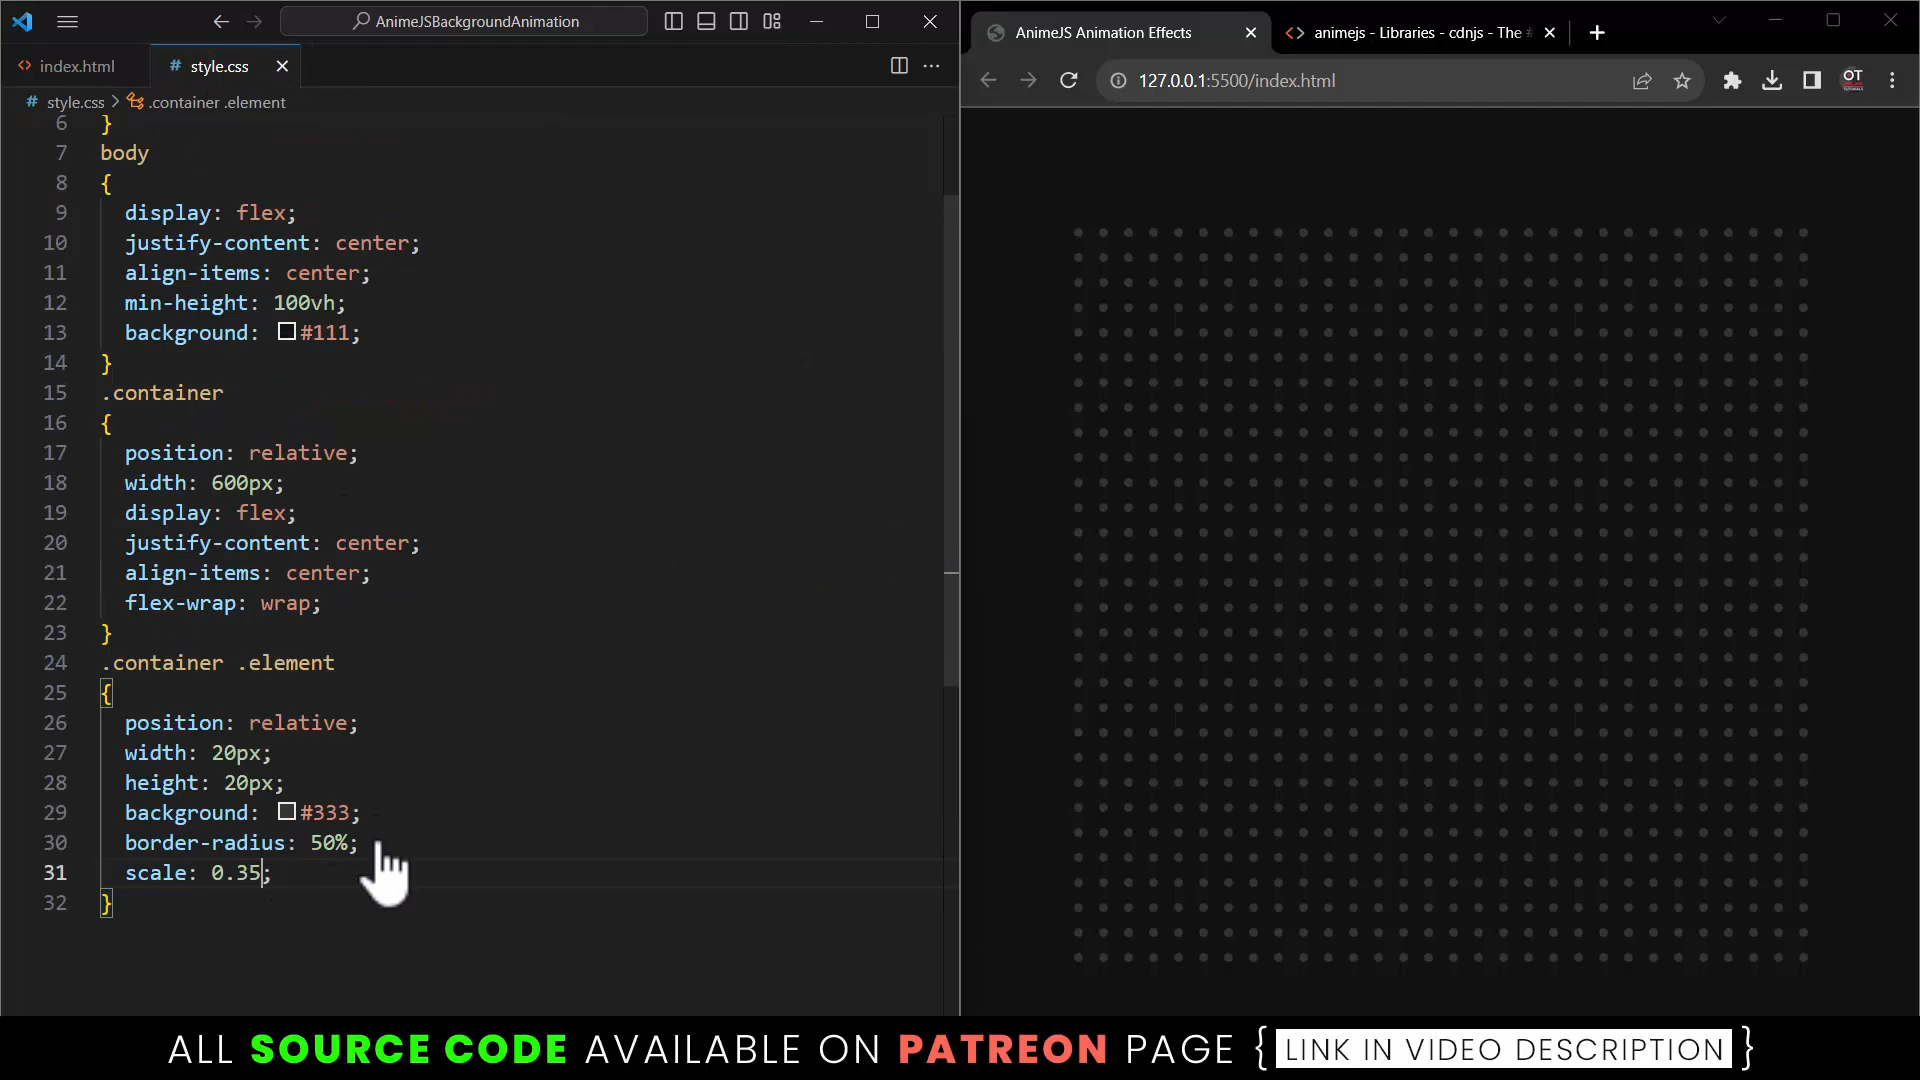 AnimeJSBackgroundAnimation
index.html
# style.css
# style.css > .container .element
6 }
7 body
8 {
9 display: flex;
10 justify-content: center;
11 align-items: center;
12 min-height: 100vh;
13 background: #111;
14 }
15 .container
16 {
17 position: relative;
18 width: 600px;
19 display: flex;
20 justify-content: center;
21 align-items: center;
22 flex-wrap: wrap;
23 }
24 .container .element
25 {
26 position: relative;
27 width: 20px;
28 height: 20px;
29 background: #333;
30 border-radius: 50%;
31 scale: 0.35;
32 }
AnimeJS Animation Effects
animejs - Libraries - cdnjs - The #
127.0.0.1:5500/index.html
OT
ALL SOURCE CODE AVAILABLE ON PATREON PAGE { LINK IN VIDEO DESCRIPTION }